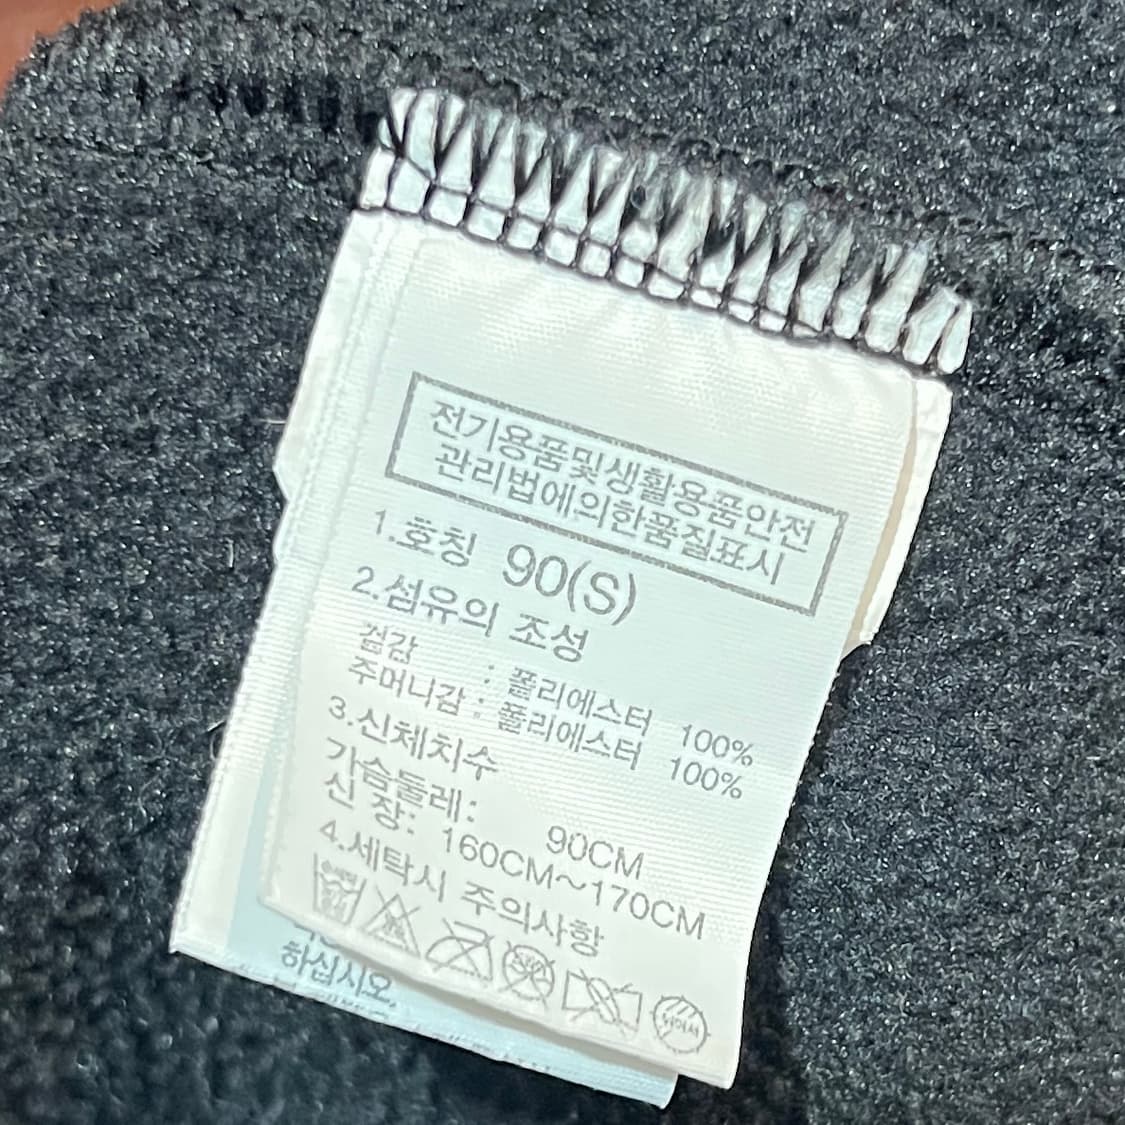 전기용품및생활용품안전
관리법에의한품질표시
1.호칭 90(S)
2.섬유의 조성
겉감 : 폴리에스터 100%
주머니감 : 폴리에스터 100%
3.신체치수
가슴둘레: 90CM
신 장: 160CM~170CM
4.세탁시 주의사항
하십시오.